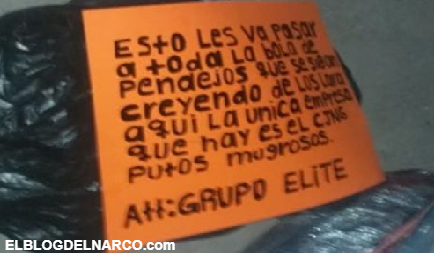 ESTO LES VA PASAR
a toda LA bola de
PENDEJOS QUE SE SIGAN
CREYENDO DE LOS LARA
AQUI LA UNICA EMPRESA
QUE HAY ES EL CJNG
PUTOS MUGROSOS.
Att: GRUPO ELITE
ELBLOGDELNARCO.com